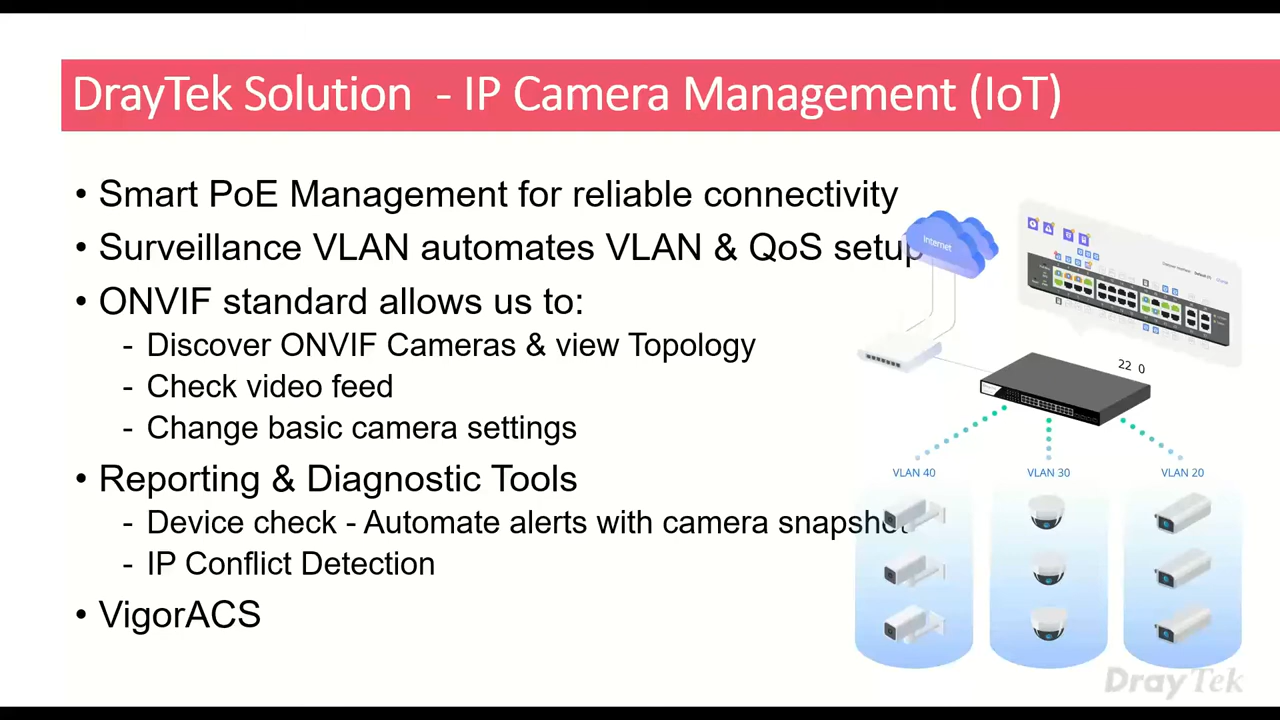 DrayTek Solution - IP Camera Management (IoT)
• Smart PoE Management for reliable connectivity
• Surveillance VLAN automates VLAN & QoS setup
• ONVIF standard allows us to:
- Discover ONVIF Cameras & view Topology
- Check video feed
- Change basic camera settings
• Reporting & Diagnostic Tools
- Device check - Automate alerts with camera snapshot
- IP Conflict Detection
• VigorACS
Internet
22 0
VLAN 40
VLAN 30
VLAN 20
DrayTek